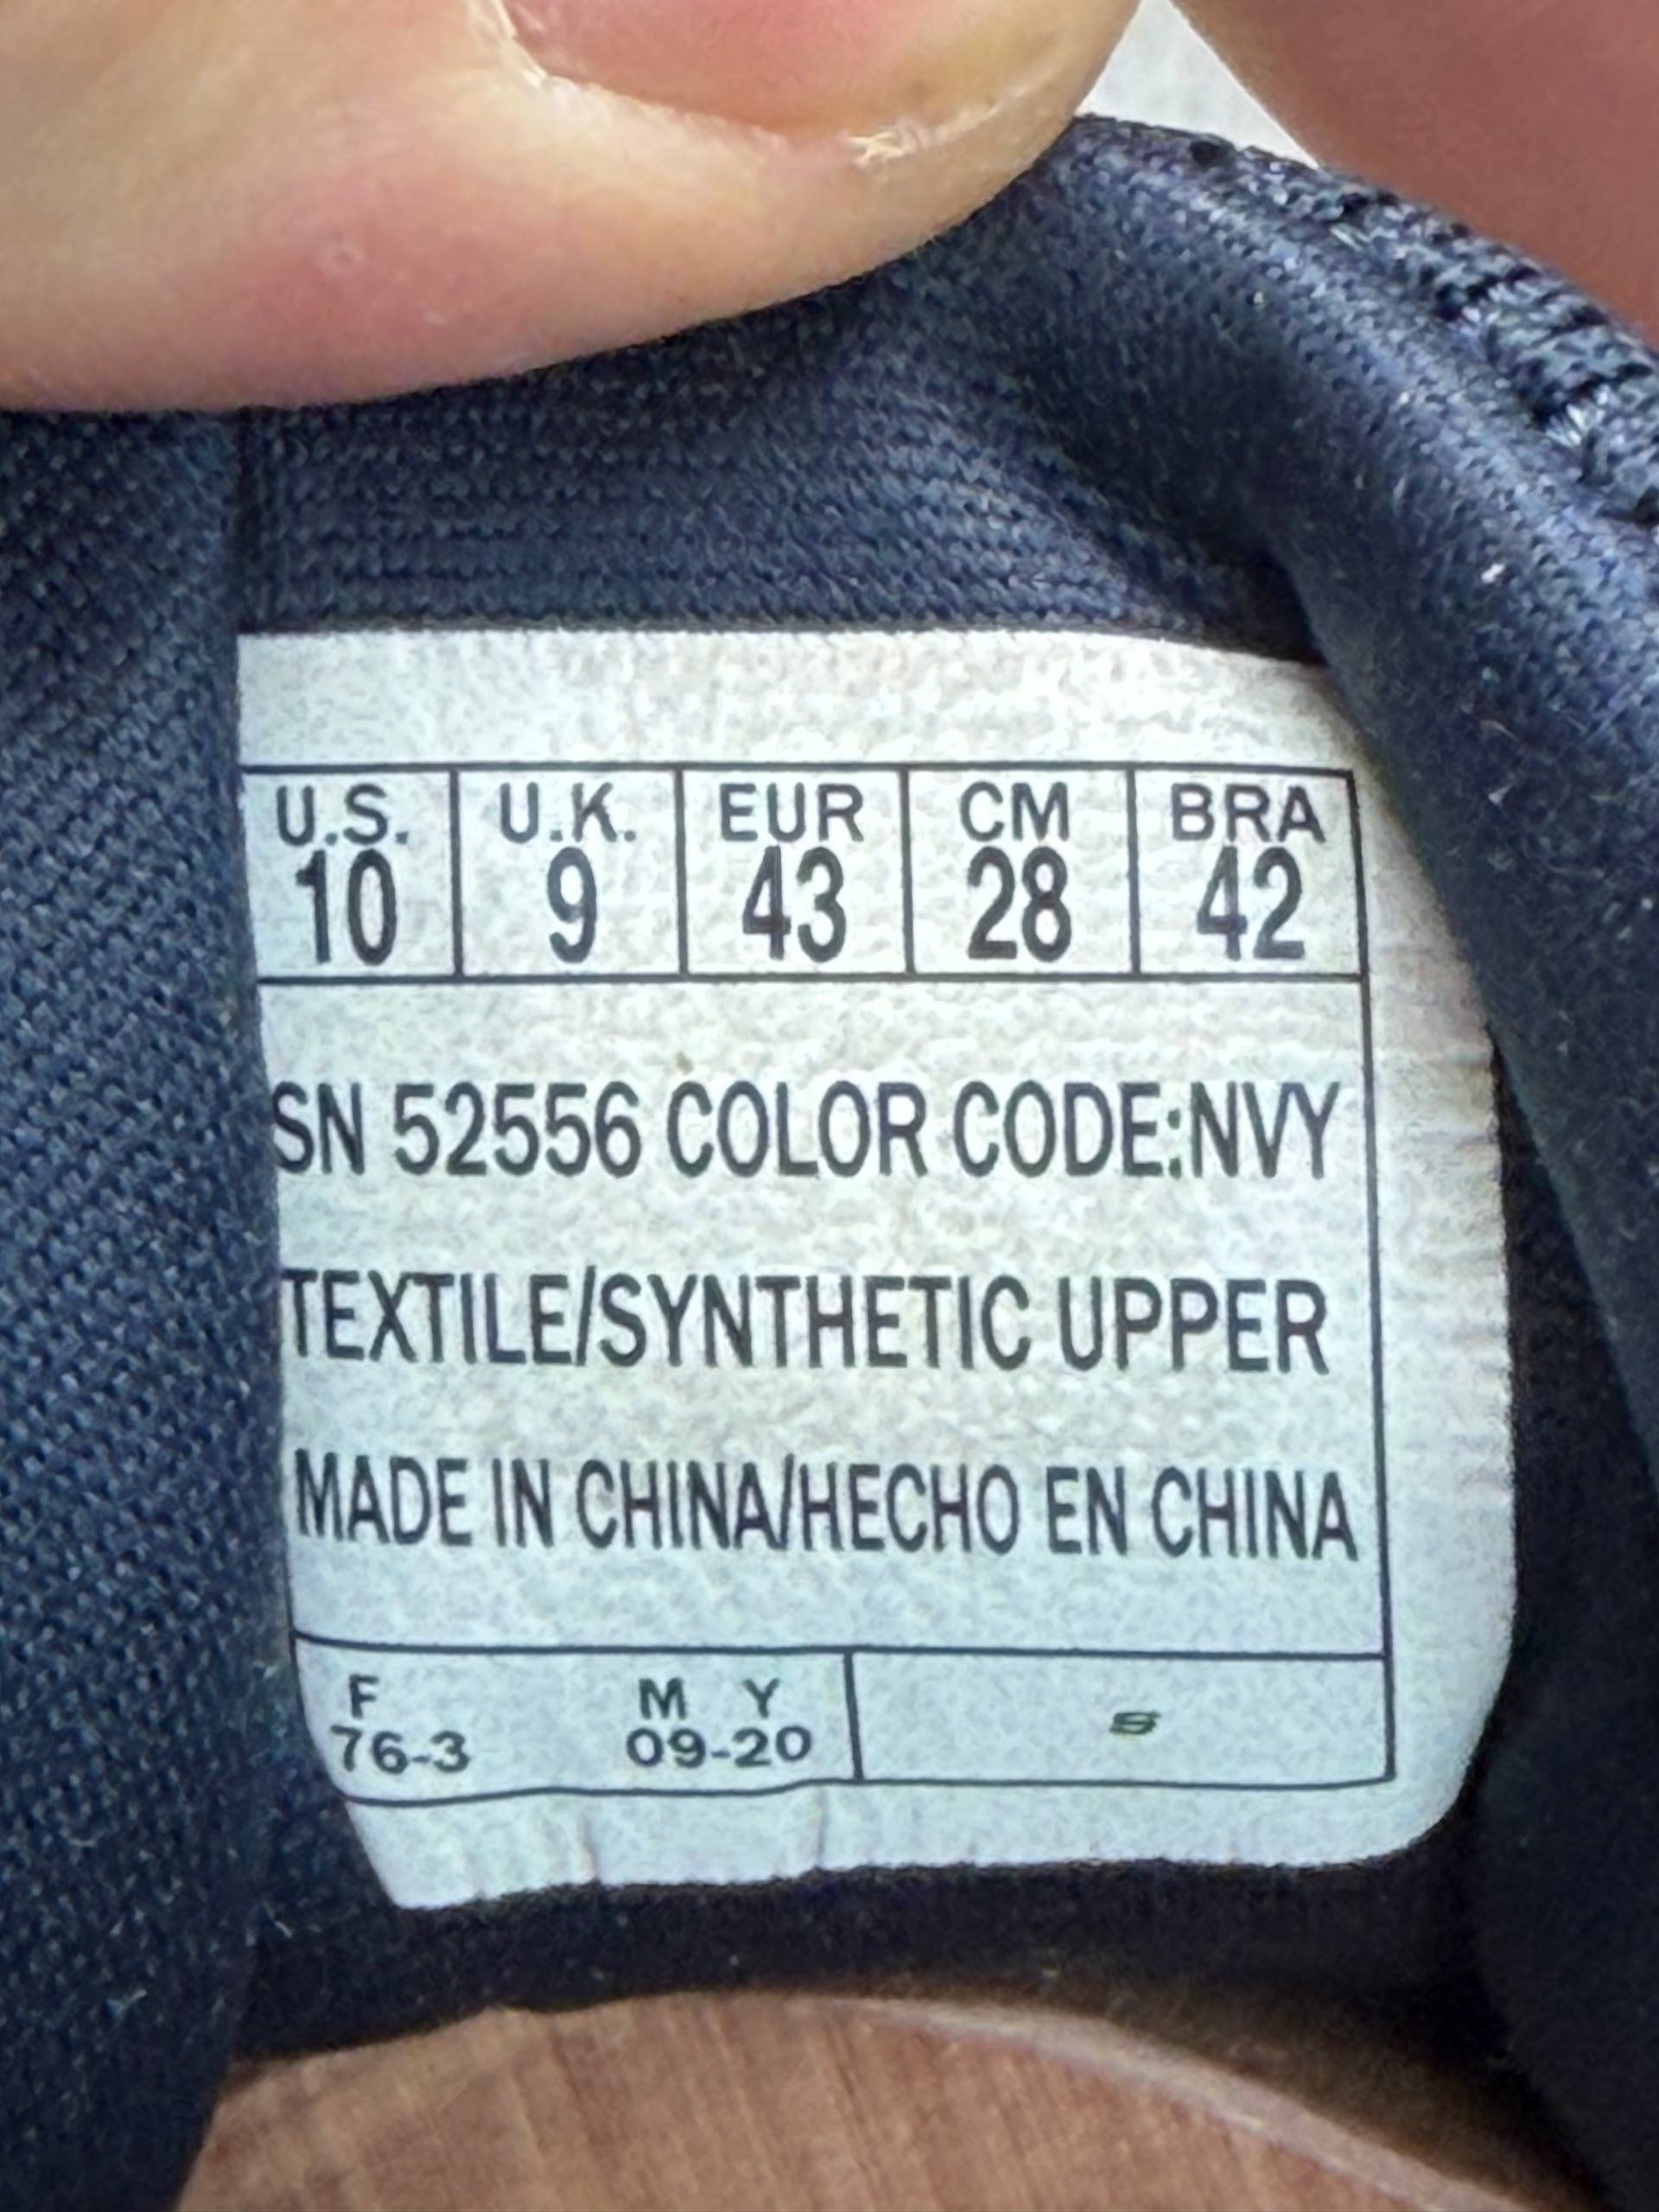 U.S. U.K. EUR CM BRA
10 9 43 28 42
SN 52556 COLOR CODE:NVY
TEXTILE/SYNTHETIC UPPER
MADE IN CHINA/HECHO EN CHINA
F M Y
76-3 09-20 S